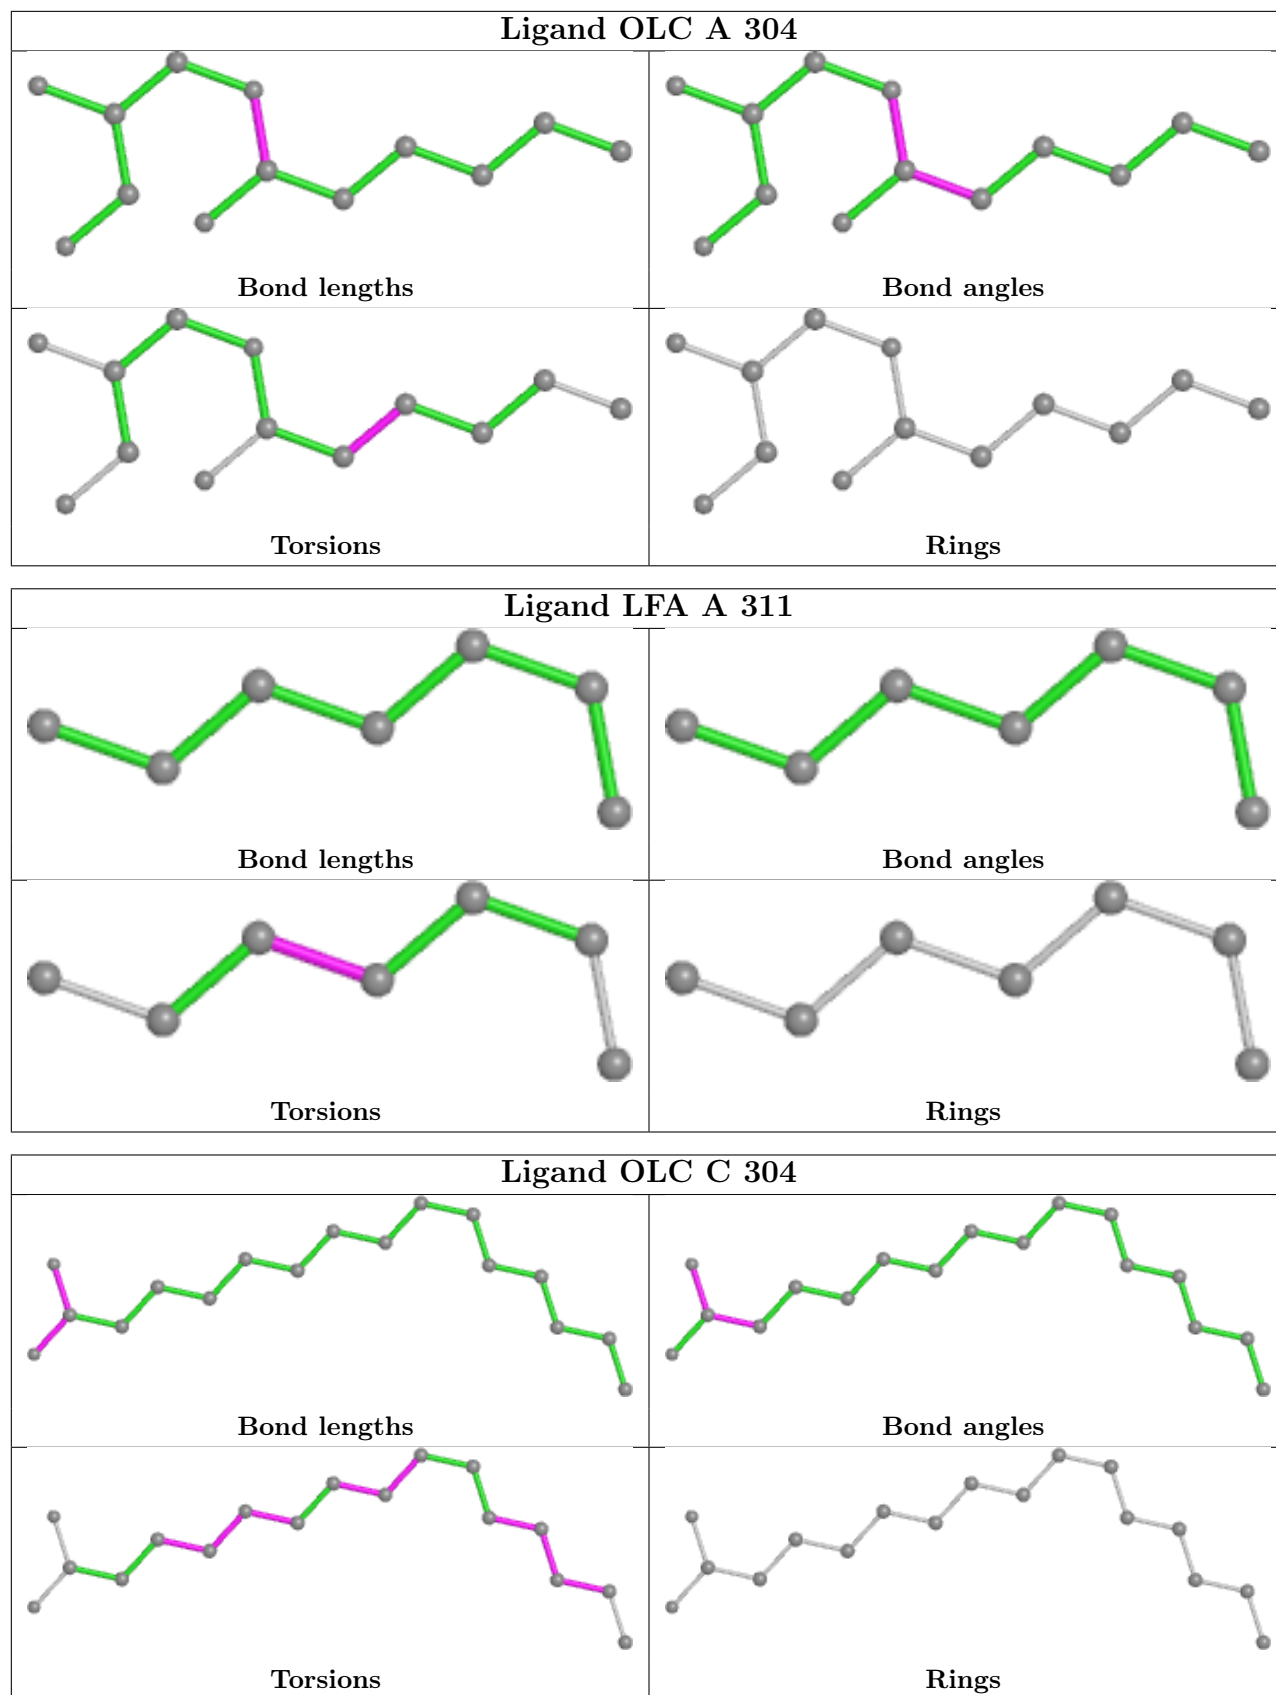 Ligand OLC A 304
Bond lengths
Bond angles
Torsions
Rings
Ligand LFA A 311
Bond lengths
Bond angles
Torsions
Rings
Ligand OLC C 304
Bond lengths
Bond angles
Torsions
Rings